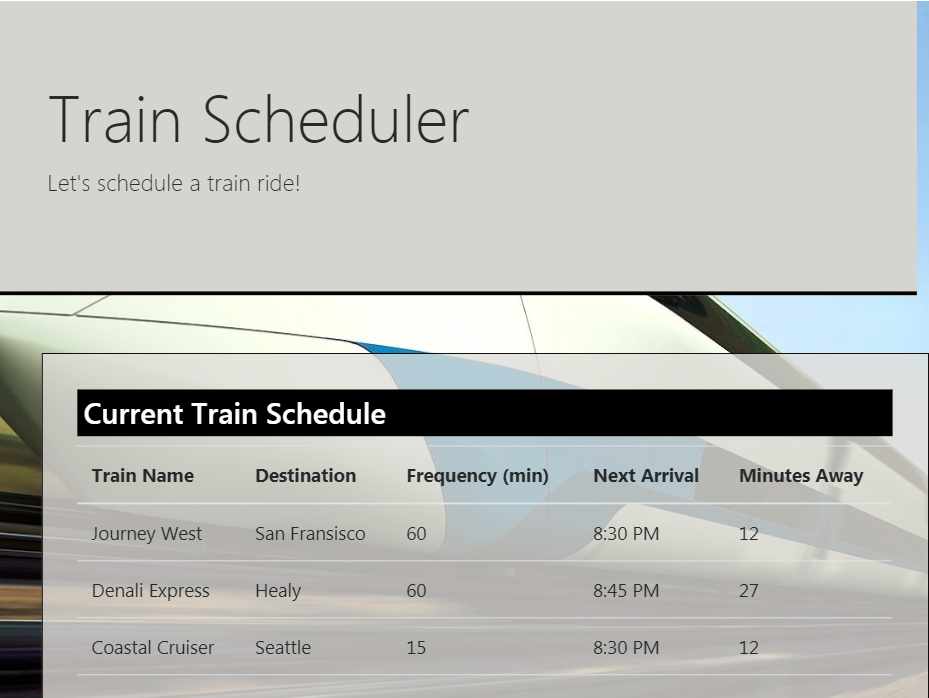 Train Scheduler
Let's schedule a train ride!
Current Train Schedule
Train Name Destination Frequency (min) Next Arrival Minutes Away
Journey West San Fransisco 60 8:30 PM 12
Denali Express Healy 60 8:45 PM 27
Coastal Cruiser Seattle 15 8:30 PM 12